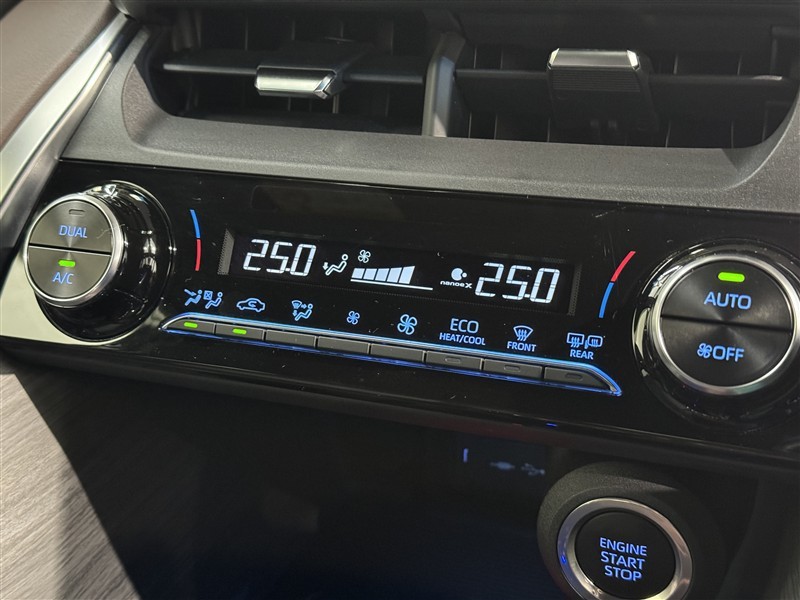 DUAL
A/C
25.0
nanoe X
25.0
ECO
HEAT/COOL
FRONT
REAR
AUTO
OFF
ENGINE
START
STOP